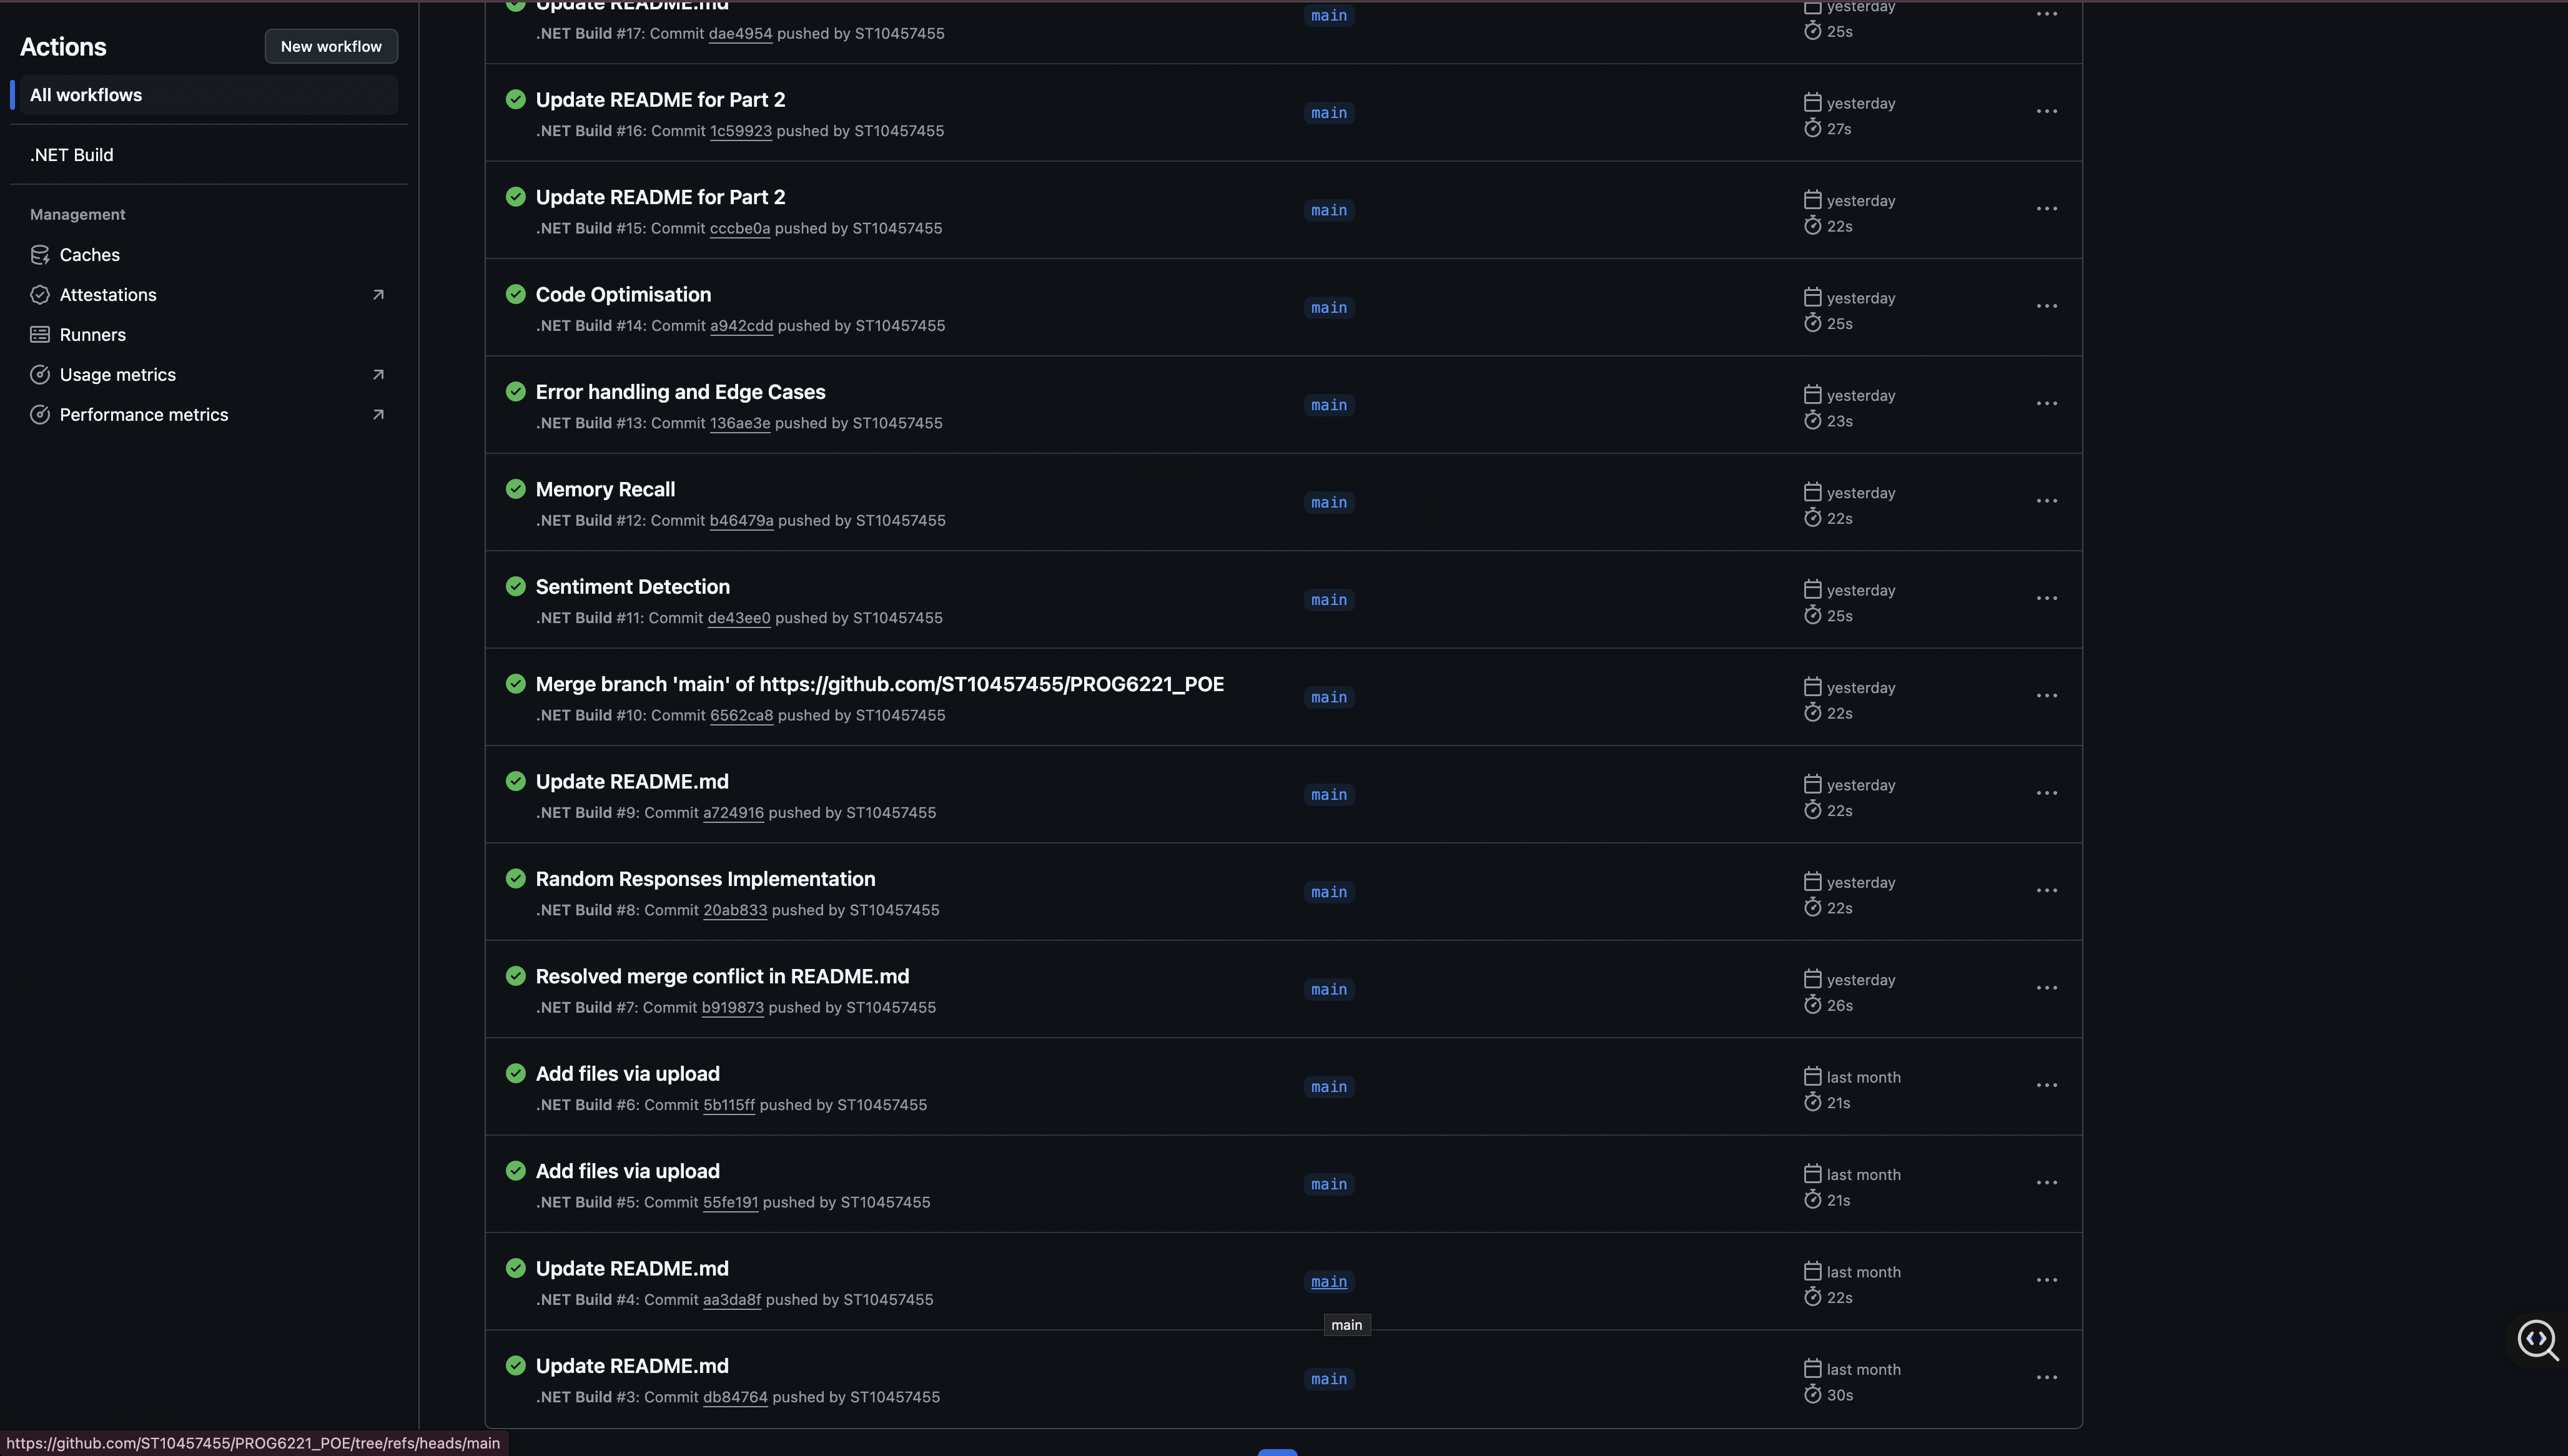 Actions
New workflow
All workflows
.NET Build
Management
Caches
Attestations
Runners
Usage metrics
Performance metrics
Update README.md
.NET Build #17: Commit dae4954 pushed by ST10457455
main
yesterday
25s
Update README for Part 2
.NET Build #16: Commit 1c59923 pushed by ST10457455
main
yesterday
27s
Update README for Part 2
.NET Build #15: Commit cccbe0a pushed by ST10457455
main
yesterday
22s
Code Optimisation
.NET Build #14: Commit a942cdd pushed by ST10457455
main
yesterday
25s
Error handling and Edge Cases
.NET Build #13: Commit 136ae3e pushed by ST10457455
main
yesterday
23s
Memory Recall
.NET Build #12: Commit b46479a pushed by ST10457455
main
yesterday
22s
Sentiment Detection
.NET Build #11: Commit de43ee0 pushed by ST10457455
main
yesterday
25s
Merge branch 'main' of https://github.com/ST10457455/PROG6221_POE
.NET Build #10: Commit 6562ca8 pushed by ST10457455
main
yesterday
22s
Update README.md
.NET Build #9: Commit a724916 pushed by ST10457455
main
yesterday
22s
Random Responses Implementation
.NET Build #8: Commit 20ab833 pushed by ST10457455
main
yesterday
22s
Resolved merge conflict in README.md
.NET Build #7: Commit b919873 pushed by ST10457455
main
yesterday
26s
Add files via upload
.NET Build #6: Commit 5b115ff pushed by ST10457455
main
last month
21s
Add files via upload
.NET Build #5: Commit 55fe191 pushed by ST10457455
main
last month
21s
Update README.md
.NET Build #4: Commit aa3da8f pushed by ST10457455
main
last month
22s
main
Update README.md
.NET Build #3: Commit db84764 pushed by ST10457455
main
last month
30s
https://github.com/ST10457455/PROG6221_POE/tree/refs/heads/main